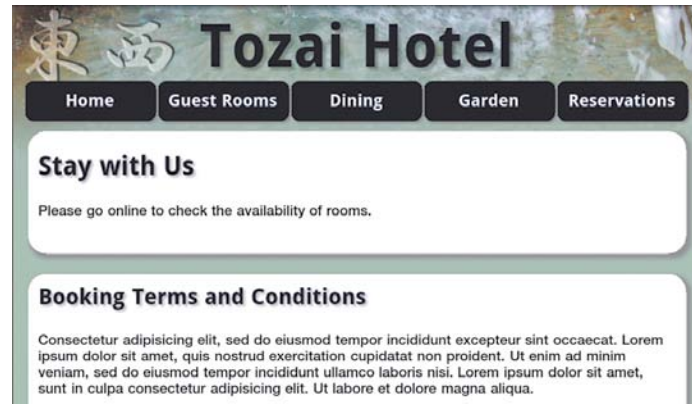 東西 Tozai Hotel
Home Guest Rooms Dining Garden Reservations
Stay with Us
Please go online to check the availability of rooms.
Booking Terms and Conditions
Consectetur adipisicing elit, sed do eiusmod tempor incididunt excepteur sint occaecat. Lorem
ipsum dolor sit amet, quis nostrud exercitation cupidatat non proident. Ut enim ad minim
veniam, sed do eiusmod tempor incididunt ullamco laboris nisi. Lorem ipsum dolor sit amet,
sunt in culpa consectetur adipisicing elit. Ut labore et dolore magna aliqua.